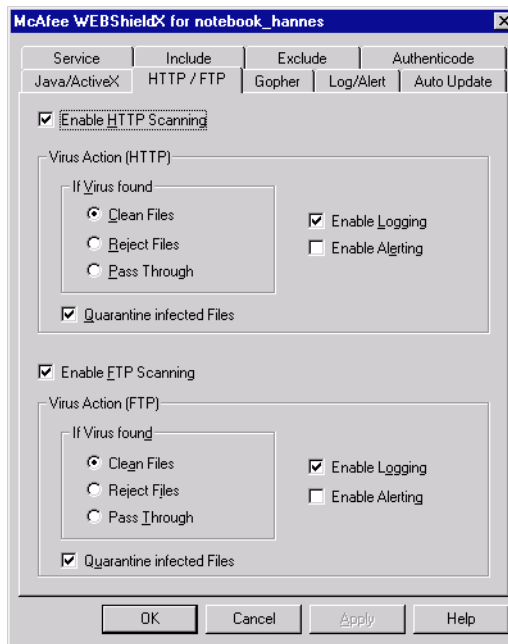 McAfee WEBShieldX for notebook_hannes
Service Include Exclude Authenticode
Java/ActiveX HTTP / FTP Gopher Log/Alert Auto Update
Enable HTTP Scanning
Virus Action (HTTP)
If Virus found
Clean Files
Reject Files
Pass Through
Enable Logging
Enable Alerting
Quarantine infected Files
Enable FTP Scanning
Virus Action (FTP)
If Virus found
Clean Files
Reject Files
Pass Through
Enable Logging
Enable Alerting
Quarantine infected Files
OK Cancel Apply Help